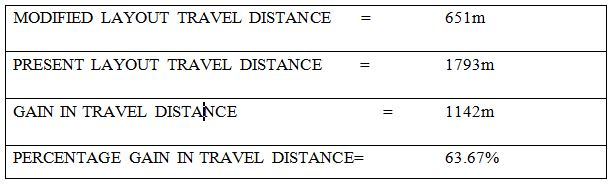 MODIFIED LAYOUT TRAVEL DISTANCE = 651m
PRESENT LAYOUT TRAVEL DISTANCE = 1793m
GAIN IN TRAVEL DISTANCE = 1142m
PERCENTAGE GAIN IN TRAVEL DISTANCE= 63.67%